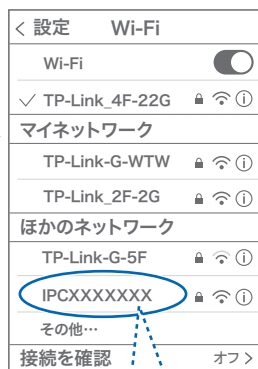 < 設定 Wi-Fi
Wi-Fi
TP-Link_4F-22G
マイネットワーク
TP-Link-G-WTW
TP-Link_2F-2G
ほかのネットワーク
TP-Link-G-5F
IPCXXXXXXX
その他…
接続を確認 オフ >